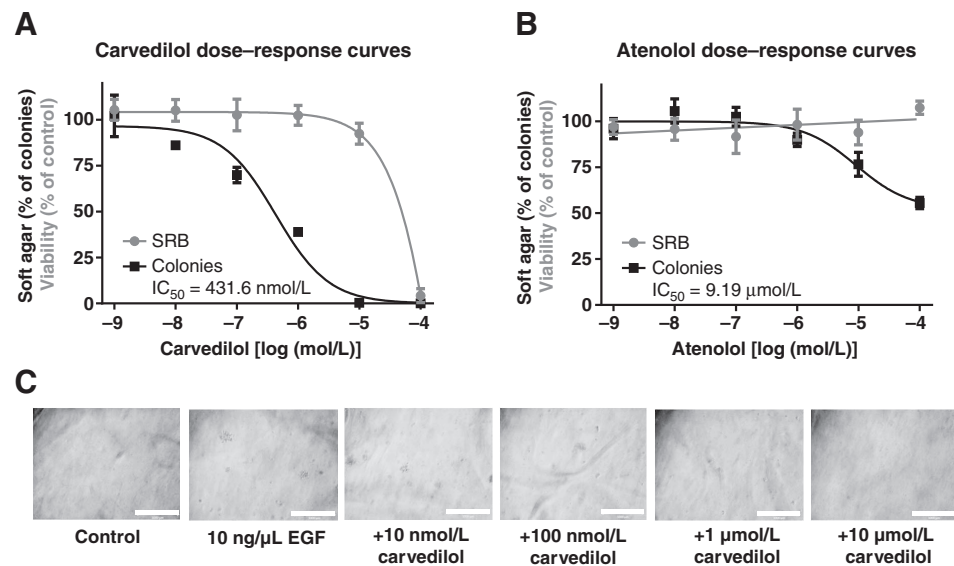 A
Carvedilol dose–response curves
Soft agar (% of colonies)
Viability (% of control)
100
75
50
25
0
SRB
Colonies
IC50 = 431.6 nmol/L
–9
–8
–7
–6
–5
–4
Carvedilol [log (mol/L)]
B
Atenolol dose–response curves
Soft agar (% of colonies)
Viability (% of control)
100
75
50
25
0
SRB
Colonies
IC50 = 9.19 μmol/L
–9
–8
–7
–6
–5
–4
Atenolol [log (mol/L)]
C
Control
10 ng/μL EGF
+10 nmol/L
carvedilol
+100 nmol/L
carvedilol
+1 μmol/L
carvedilol
+10 μmol/L
carvedilol